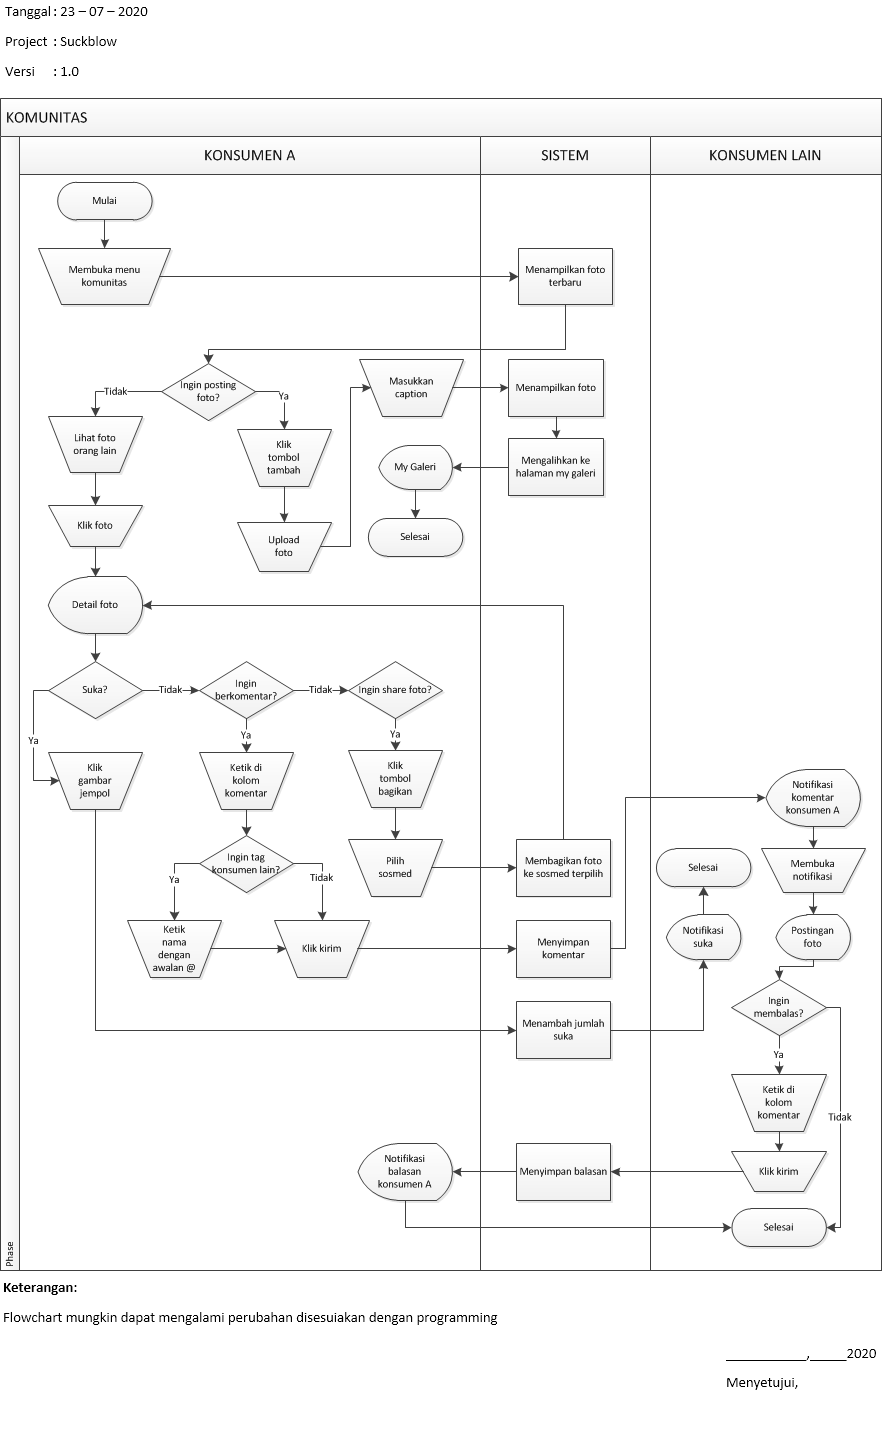 Tanggal : 23 – 07 – 2020
Project : Suckblow
Versi : 1.0
KOMUNITAS
KONSUMEN A
SISTEM
KONSUMEN LAIN
Mulai
Membuka menu
komunitas
Menampilkan foto
terbaru
Ingin posting
foto?
Tidak
Ya
Masukkan
caption
Menampilkan foto
Lihat foto
orang lain
Klik
tombol
tambah
My Galeri
Mengalihkan ke
halaman my galeri
Klik foto
Upload
foto
Selesai
Detail foto
Suka?
Tidak
Ingin
berkomentar?
Tidak
Ingin share foto?
Ya
Ya
Ya
Klik
gambar
jempol
Ketik di
kolom
komentar
Klik
tombol
bagikan
Notifikasi
komentar
konsumen A
Ingin tag
konsumen lain?
Ya
Tidak
Pilih
sosmed
Membagikan foto
ke sosmed terpilih
Selesai
Membuka
notifikasi
Ketik
nama
dengan
awalan @
Klik kirim
Menyimpan
komentar
Notifikasi
suka
Postingan
foto
Menambah jumlah
suka
Ingin
membalas?
Ya
Tidak
Ketik di
kolom
komentar
Notifikasi
balasan
konsumen A
Menyimpan balasan
Klik kirim
Selesai
Phase
Keterangan:
Flowchart mungkin dapat mengalami perubahan disesuiakan dengan programming
___________,_____2020
Menyetujui,